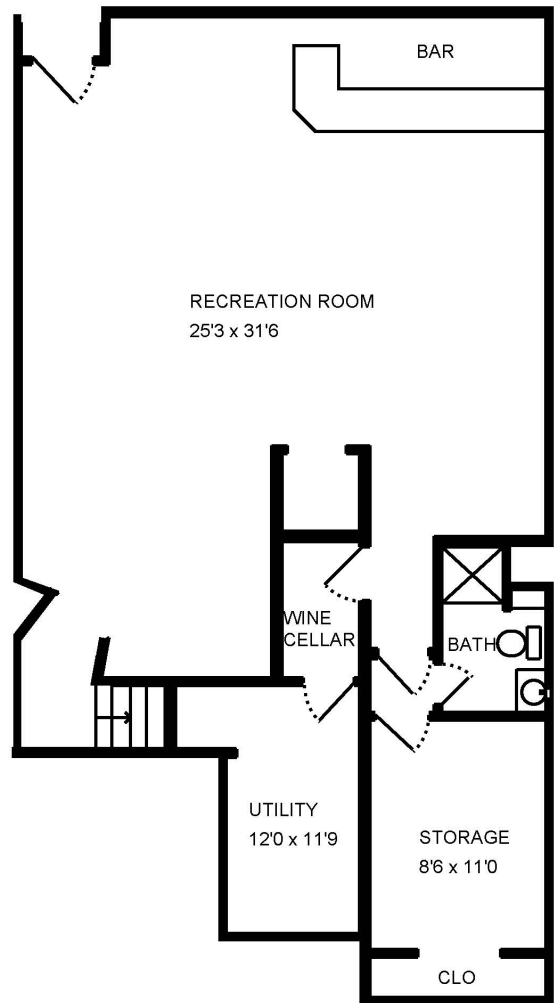 BAR
RECREATION ROOM
25'3 x 31'6
WINE
CELLAR
BATH
UTILITY
12'0 x 11'9
STORAGE
8'6 x 11'0
CLO